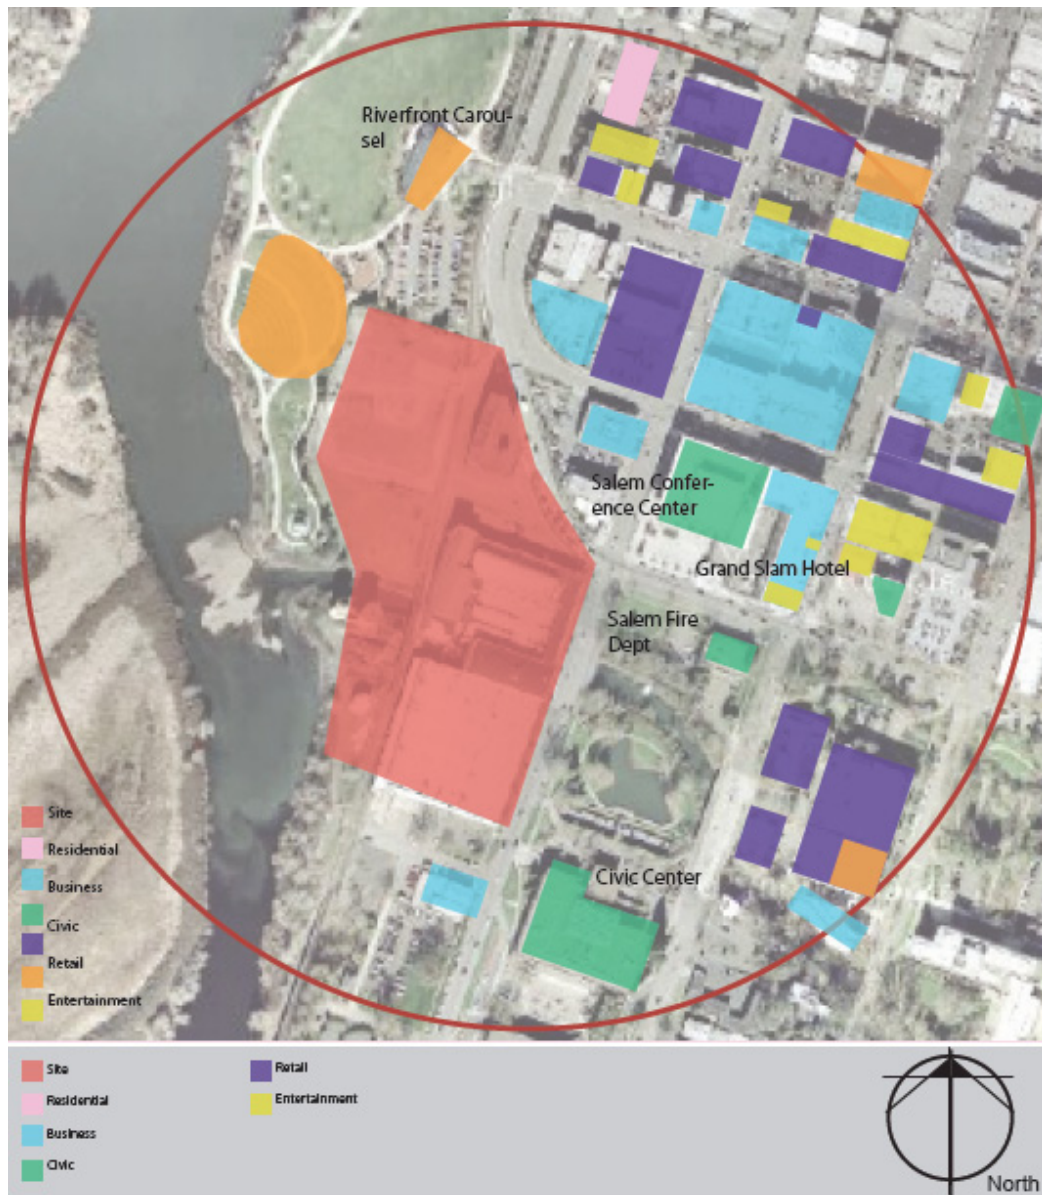 Riverfront Carou-
sel
Salem Confer-
ence Center
Grand Slam Hotel
Salem Fire
Dept
Civic Center
Site
Residential
Business
Civic
Retail
Entertainment
Site
Residential
Business
Civic
Retail
Entertainment
North